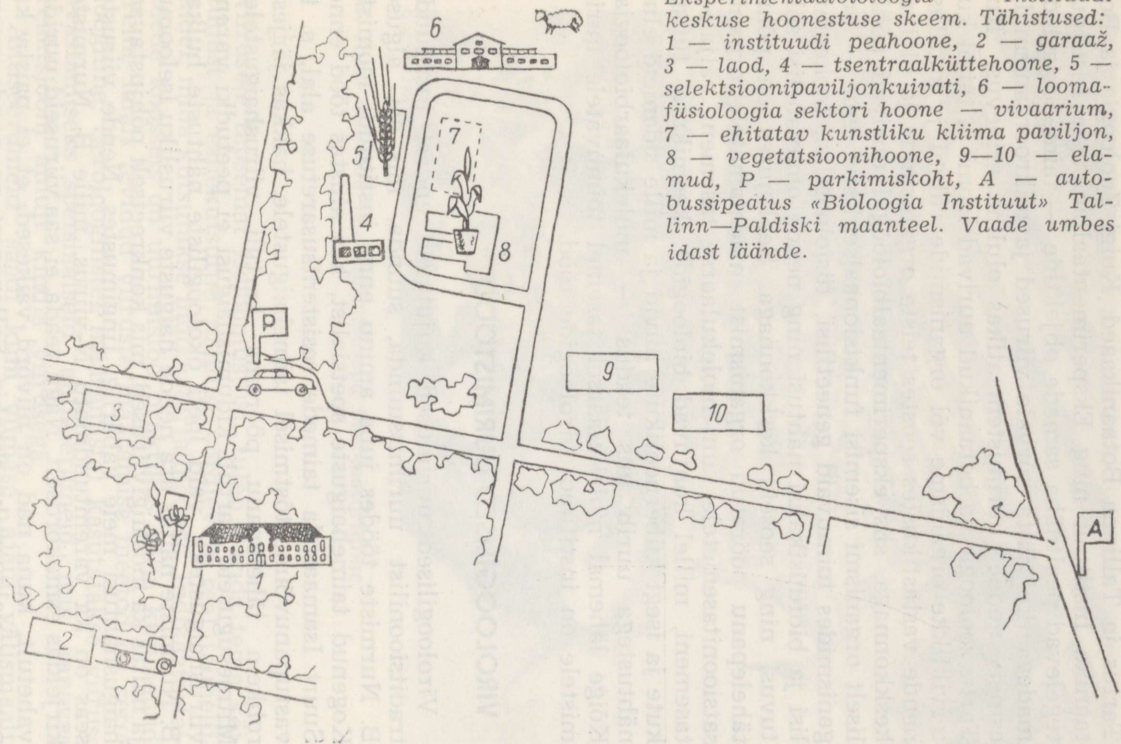 keskuse hoonestuse skeem. Tähistused:
1 — instituudi peahoone, 2 — garaaž,
3 — laod, 4 — tsentraalküttehoone, 5 —
selektsioonipaviljonkuivati, 6 — looma-
füsioloogia sektori hoone — vivaarium,
7 — ehitatav kunstliku kliima paviljon,
8 — vegetatsioonihoone, 9—10 — ela-
mud, P — parkimiskoht, A — auto-
bussipeatus «Bioloogia Instituut» Tal-
linn—Paldiski maanteel. Vaade umbes
idast läände.
6
7
5
4
8
P
9
10
3
A
1
2